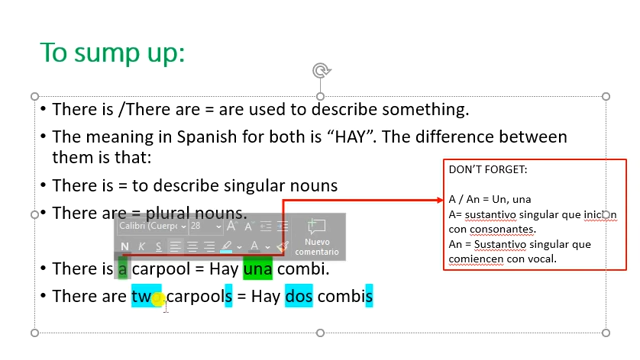 To sump up:
• There is /There are = are used to describe something.
• The meaning in Spanish for both is “HAY”. The difference between
them is that:
• There is = to describe singular nouns
• There are = plural nouns.
DON’T FORGET:
A / An = Un, una
A= sustantivo singular que inician
con consonantes.
An = Sustantivo singular que
comiencen con vocal.
Calibri (Cuerpo 28
N K S
Nuevo
comentario
There is a carpool = Hay una combi.
• There are two carpools = Hay dos combis